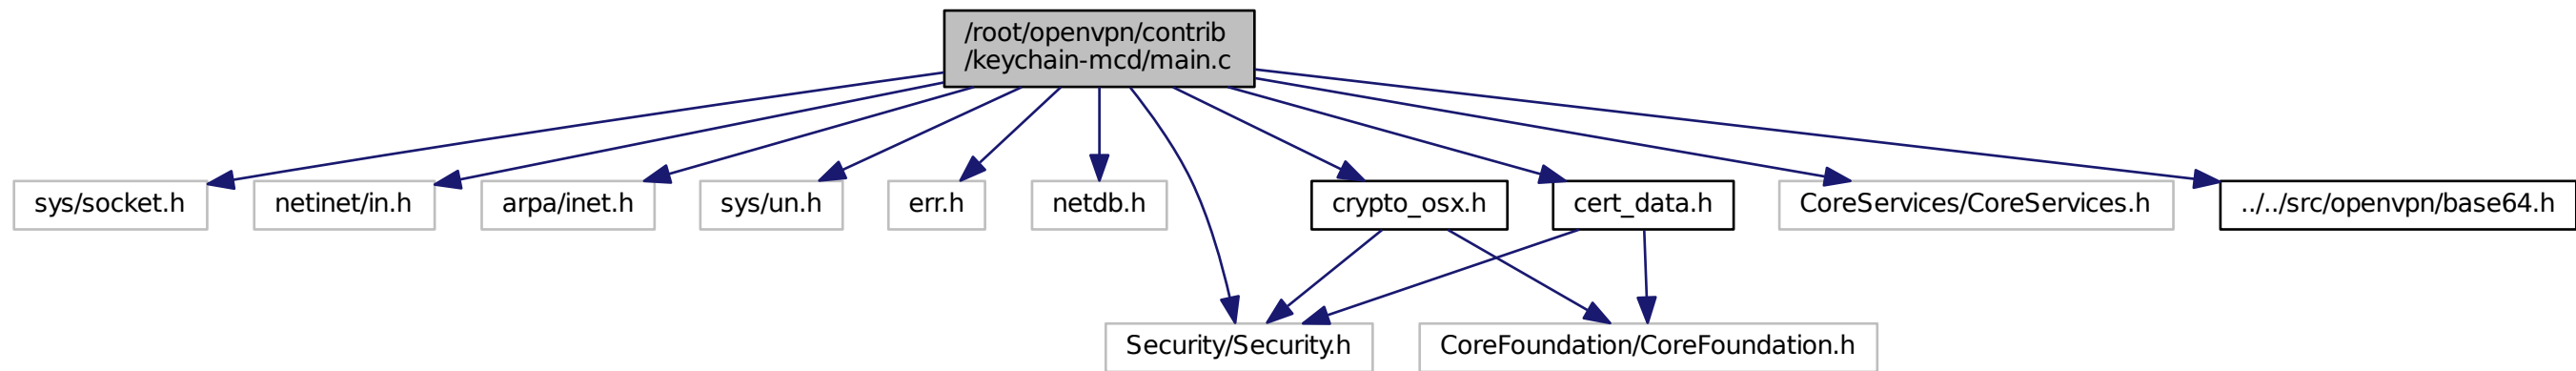 /root/openvpn/contrib
/keychain-mcd/main.c
sys/socket.h
netinet/in.h
arpa/inet.h
sys/un.h
err.h
netdb.h
crypto_osx.h
cert_data.h
CoreServices/CoreServices.h
../../src/openvpn/base64.h
Security/Security.h
CoreFoundation/CoreFoundation.h